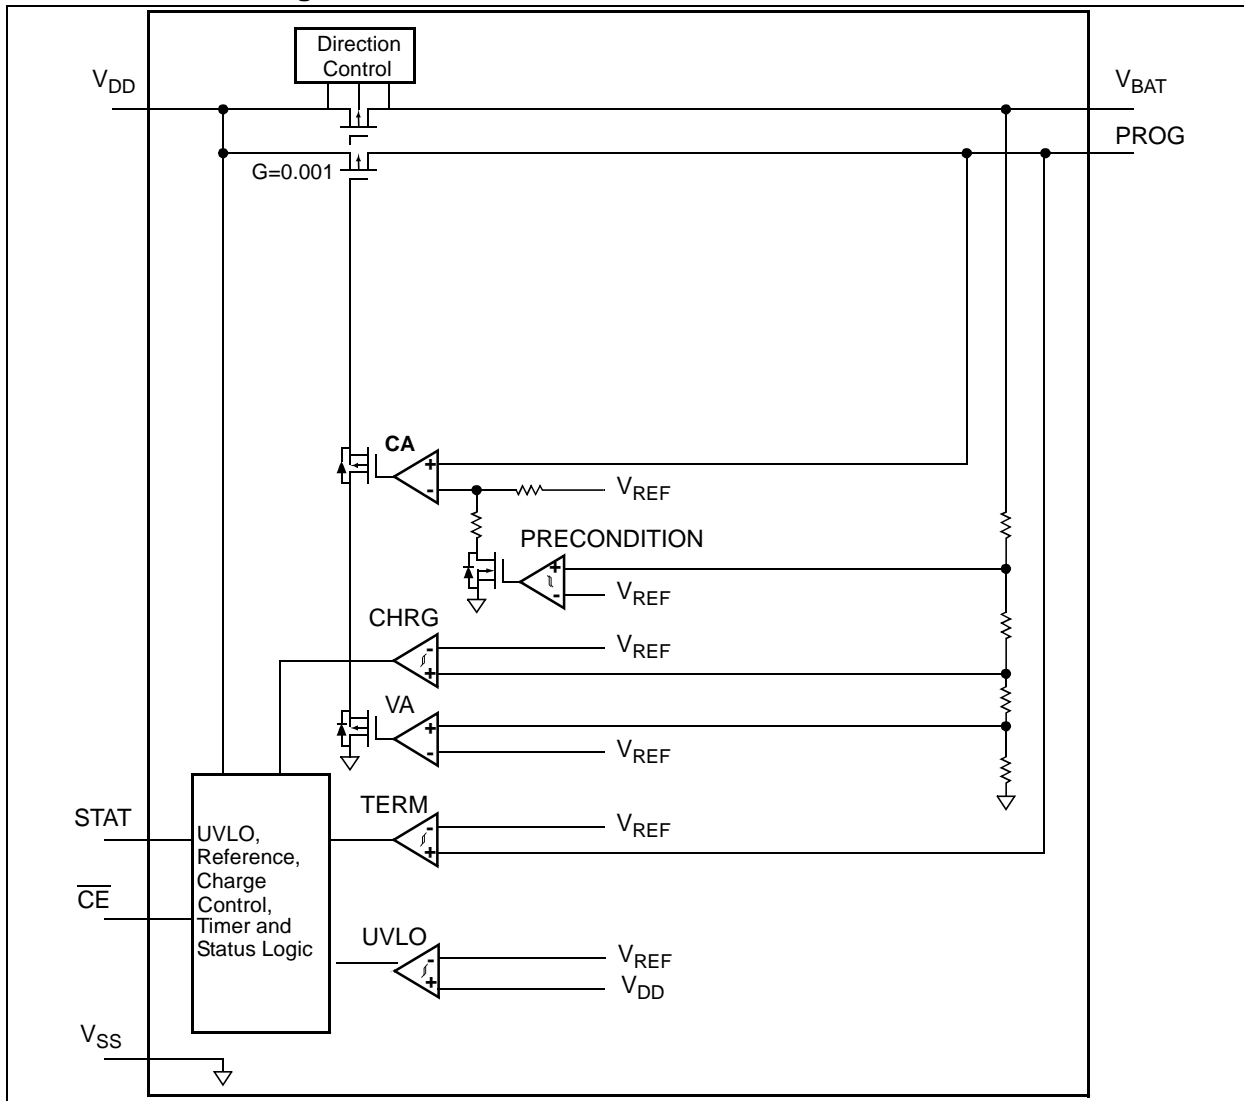 Direction
Control
V_DD
V_BAT
PROG
G=0.001
CA
+
-
V_REF
PRECONDITION
+
-
V_REF
CHRG
-
V_REF
+
VA
+
-
V_REF
TERM
-
V_REF
+
STAT
UVLO,
Reference,
Charge
Control,
Timer and
Status Logic
C̅E̅
UVLO
-
V_REF
+
V_DD
V_SS